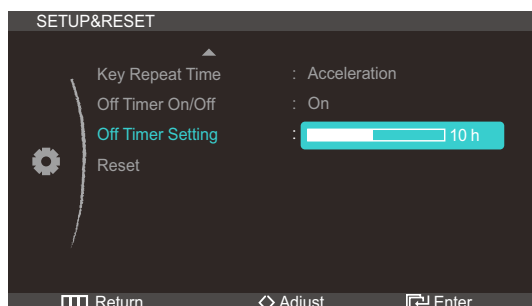 SETUP&RESET
Key Repeat Time : Acceleration
Off Timer On/Off : On
Off Timer Setting : 10 h
Reset
Return Adjust Enter